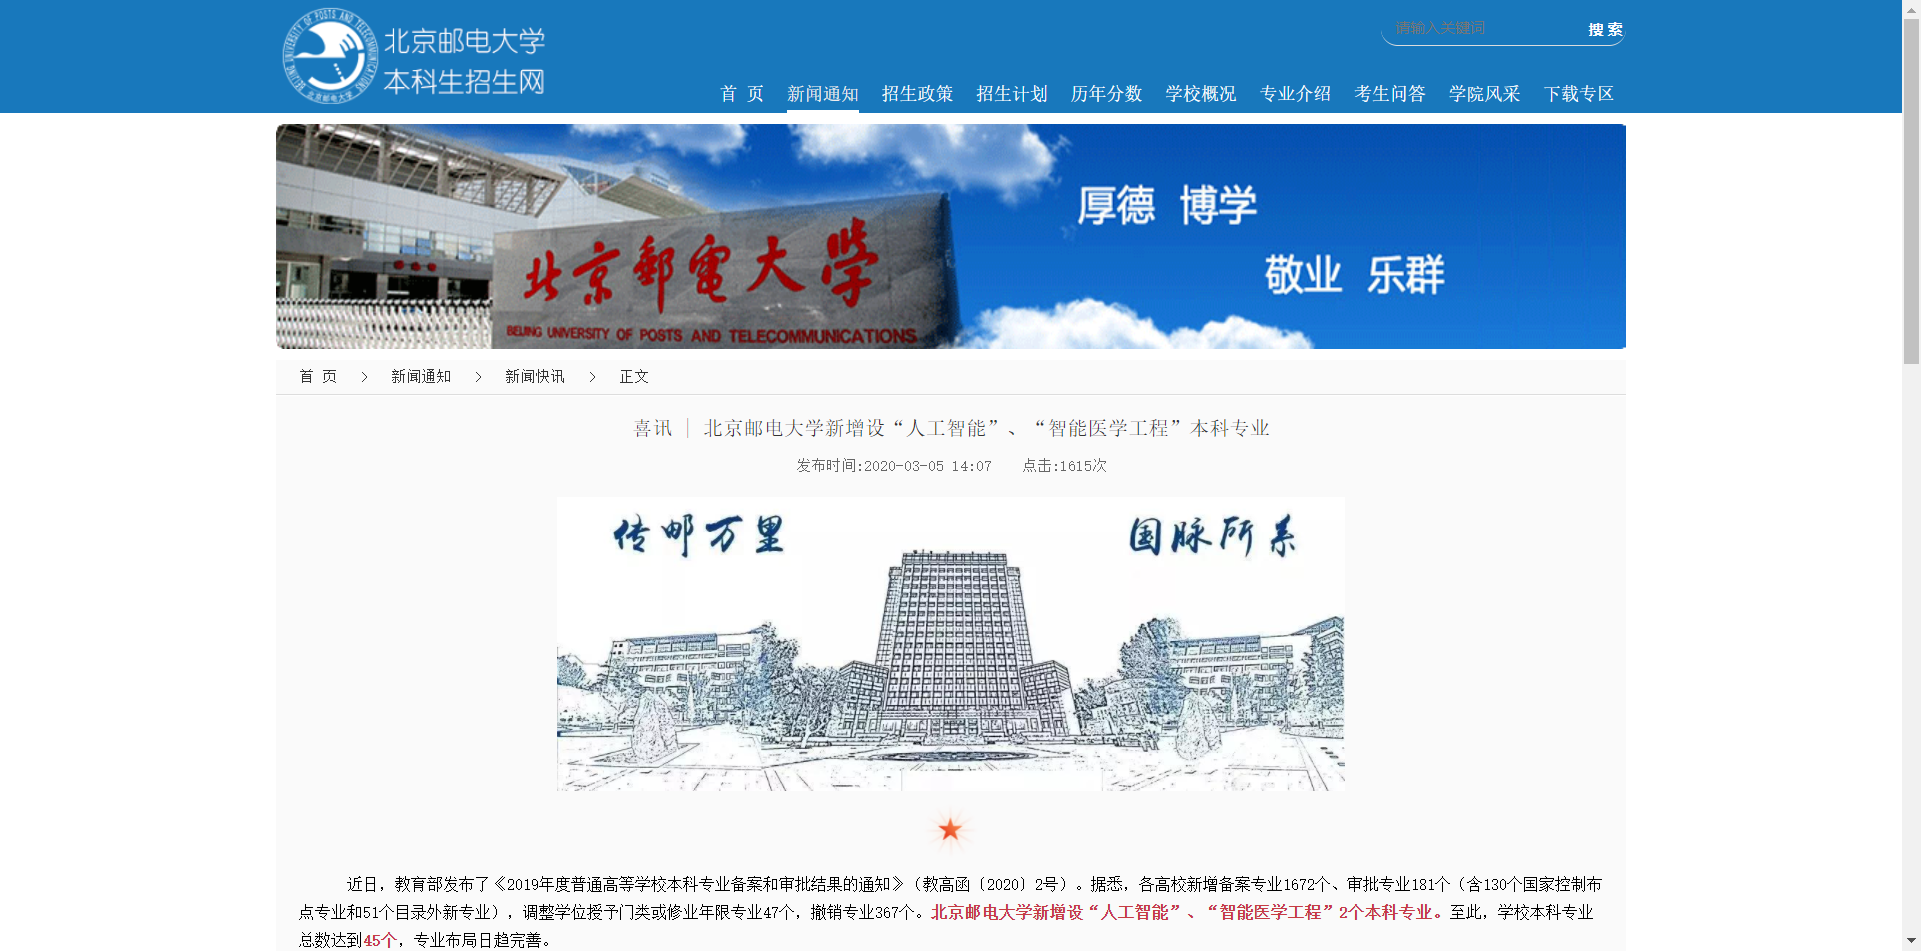 北京邮电大学
本科生招生网
请输入关键词
搜 索
首 页 新闻通知 招生政策 招生计划 历年分数 学校概况 专业介绍 考生问答 学院风采 下载专区
厚德 博学
敬业 乐群
北京郵電大學
BEIJING UNIVERSITY OF POSTS AND TELECOMMUNICATIONS
首 页 > 新闻通知 > 新闻快讯 > 正文
喜讯 | 北京邮电大学新增设“人工智能”、“智能医学工程”本科专业
发布时间:2020-03-05 14:07 点击:1615次
传邮万里 国脉所系
近日，教育部发布了《2019年度普通高等学校本科专业备案和审批结果的通知》（教高函〔2020〕2号）。据悉，各高校新增备案专业1672个、审批专业181个（含130个国家控制布
点专业和51个目录外新专业），调整学位授予门类或修业年限专业47个，撤销专业367个。北京邮电大学新增设“人工智能”、“智能医学工程”2个本科专业。至此，学校本科专业
总数达到45个，专业布局日趋完善。